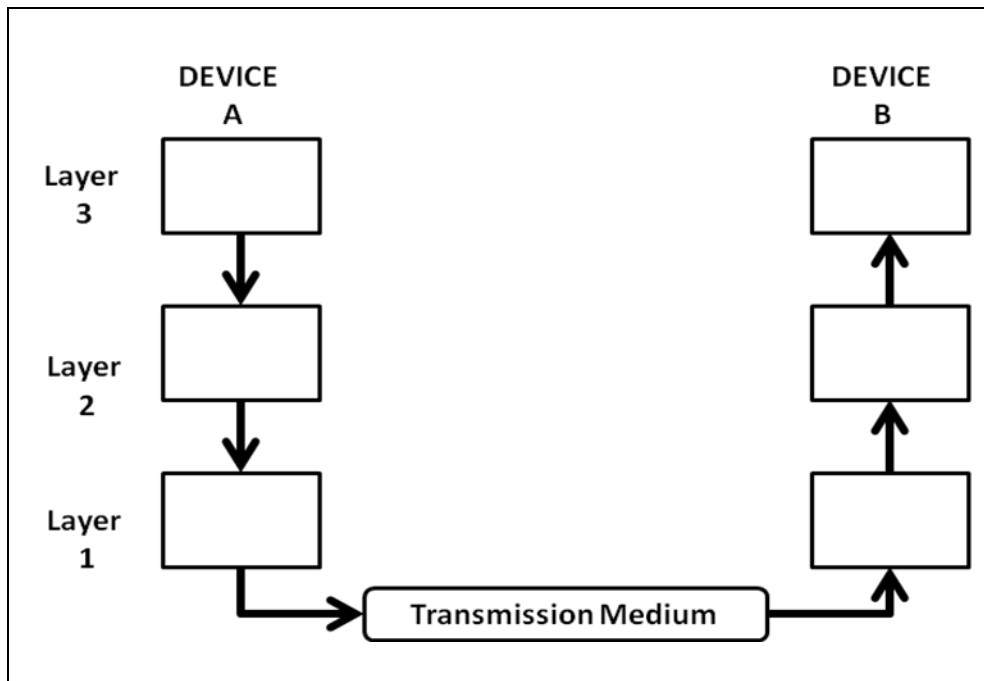 DEVICE
A
DEVICE
B
Layer
3
Layer
2
Layer
1
Transmission Medium